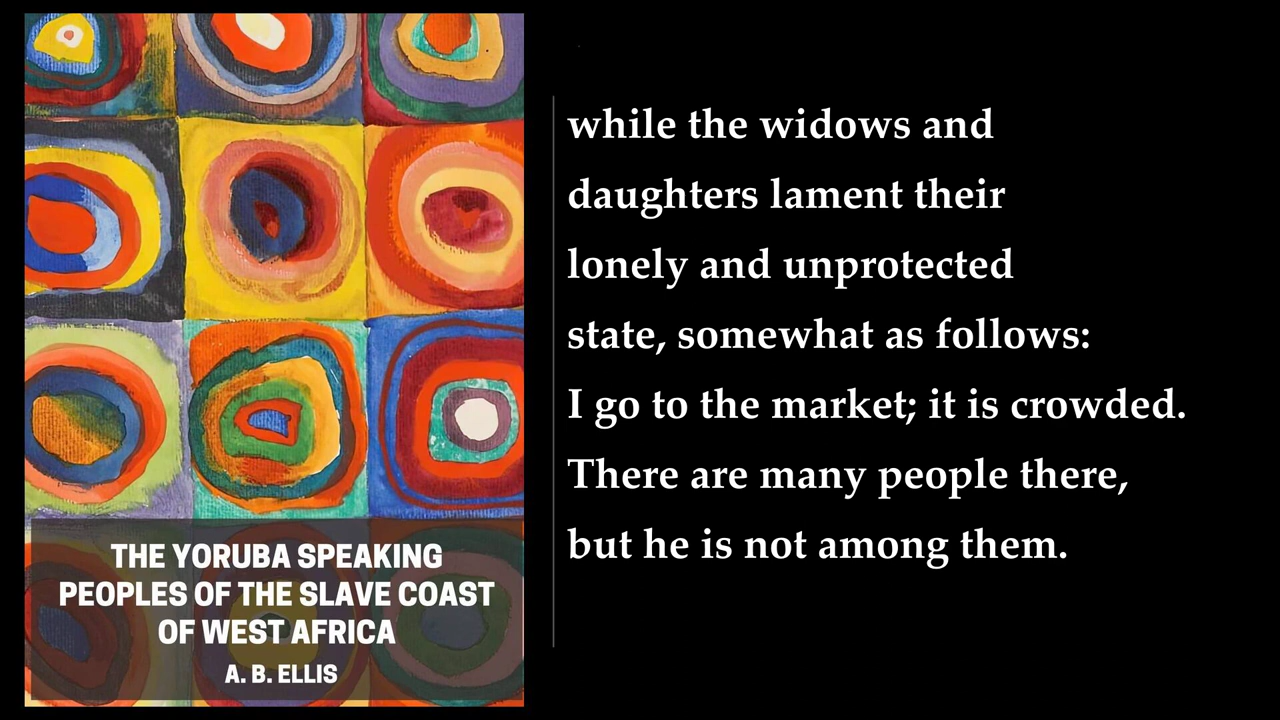 THE YORUBA SPEAKING
PEOPLES OF THE SLAVE COAST
OF WEST AFRICA
A. B. ELLIS
while the widows and
daughters lament their
lonely and unprotected
state, somewhat as follows:
I go to the market; it is crowded.
There are many people there,
but he is not among them.